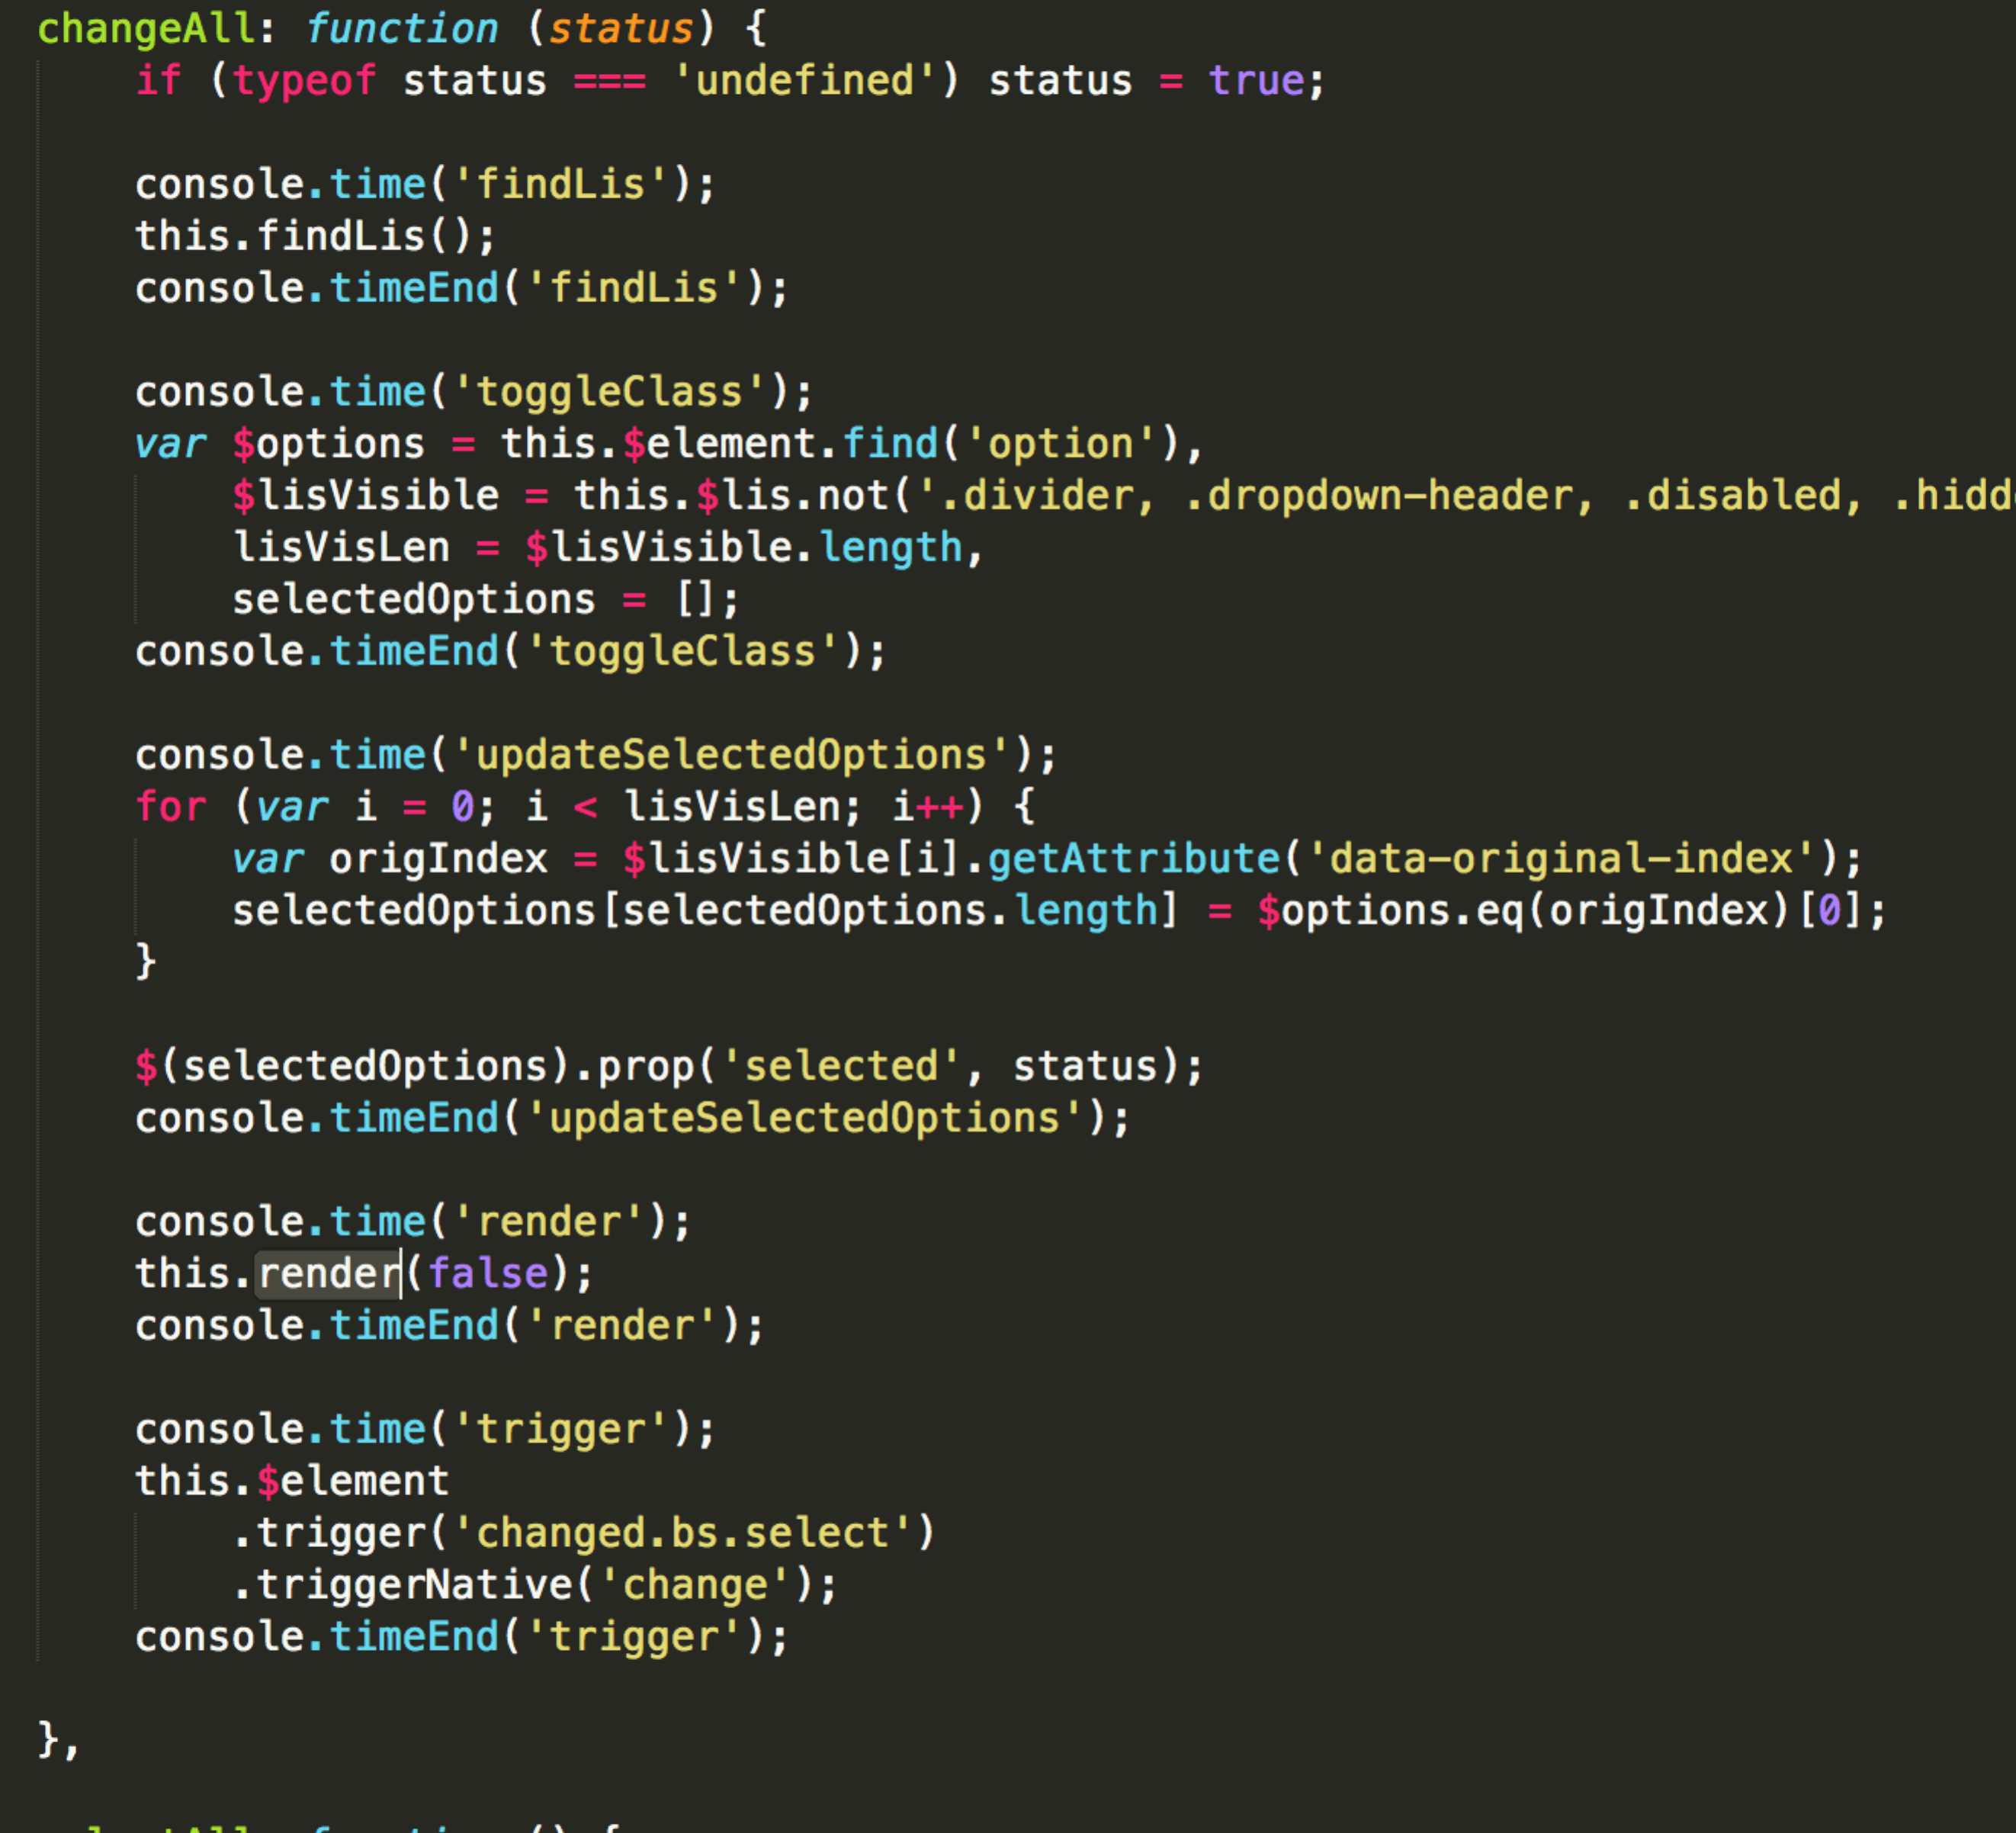 changeAll: function (status) {
    if (typeof status === 'undefined') status = true;

    console.time('findLis');
    this.findLis();
    console.timeEnd('findLis');

    console.time('toggleClass');
    var $options = this.$element.find('option'),
        $lisVisible = this.$lis.not('.divider, .dropdown-header, .disabled, .hidd
        lisVisLen = $lisVisible.length,
        selectedOptions = [];
    console.timeEnd('toggleClass');

    console.time('updateSelectedOptions');
    for (var i = 0; i < lisVisLen; i++) {
        var origIndex = $lisVisible[i].getAttribute('data-original-index');
        selectedOptions[selectedOptions.length] = $options.eq(origIndex)[0];
    }

    $(selectedOptions).prop('selected', status);
    console.timeEnd('updateSelectedOptions');

    console.time('render');
    this.render(false);
    console.timeEnd('render');

    console.time('trigger');
    this.$element
        .trigger('changed.bs.select')
        .triggerNative('change');
    console.timeEnd('trigger');

},